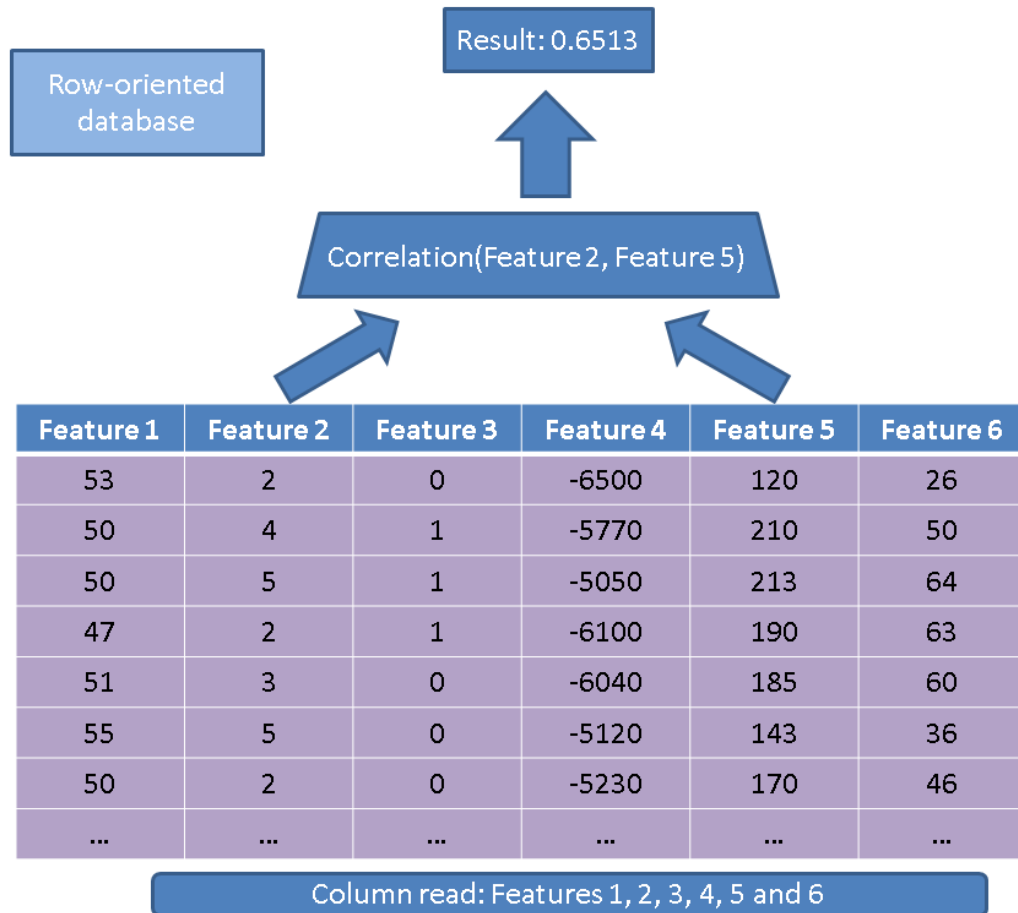 Result: 0.6513
Row-oriented
database
Correlation(Feature 2, Feature 5)
Feature 1 Feature 2 Feature 3 Feature 4 Feature 5 Feature 6
53 2 0 -6500 120 26
50 4 1 -5770 210 50
50 5 1 -5050 213 64
47 2 1 -6100 190 63
51 3 0 -6040 185 60
55 5 0 -5120 143 36
50 2 0 -5230 170 46
... ... ... ... ... ...
Column read: Features 1, 2, 3, 4, 5 and 6